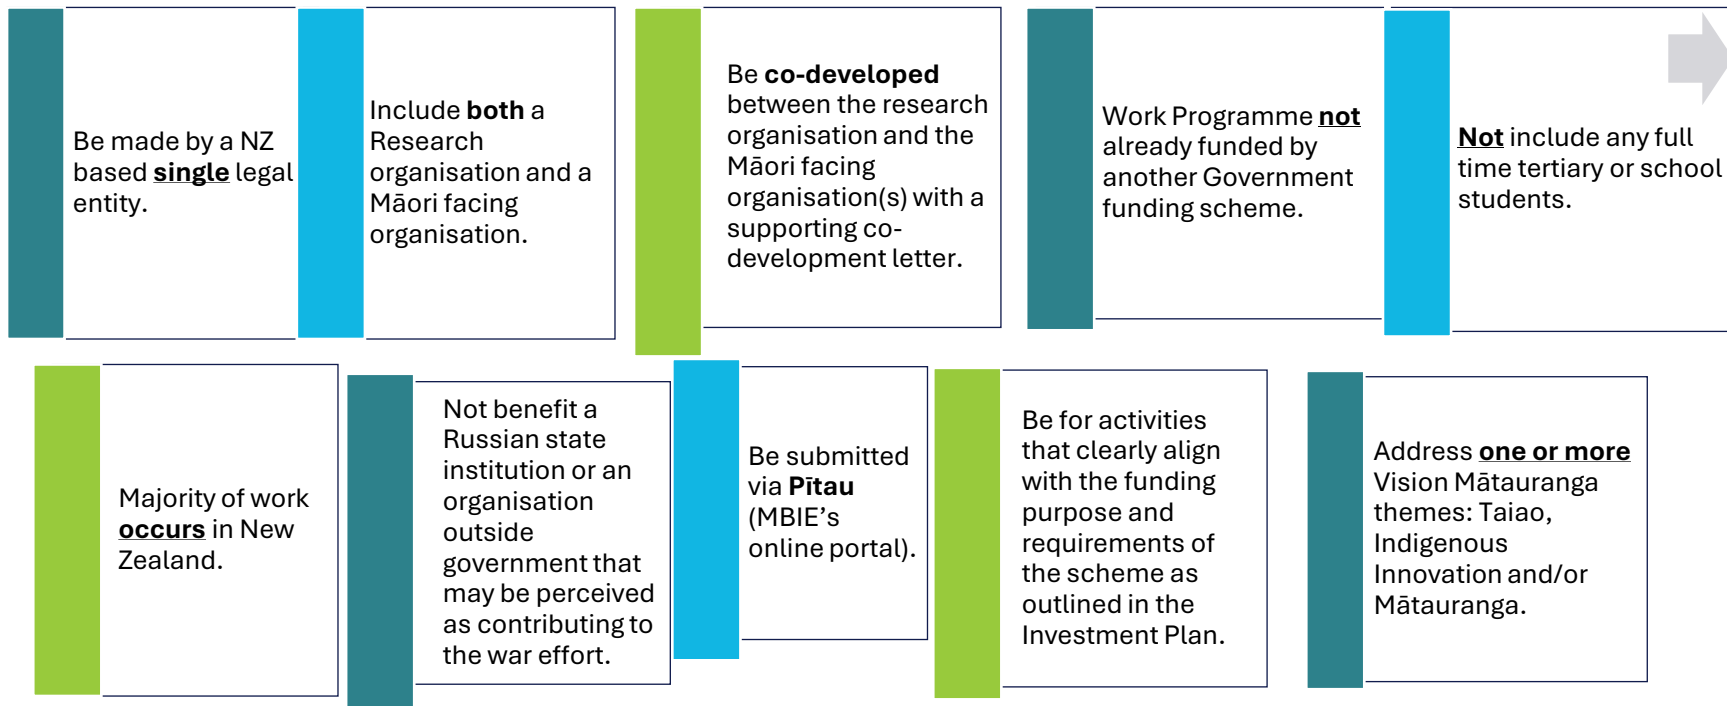 Be made by a NZ
based single legal
entity.
Include both a
Research
organisation and a
Māori facing
organisation.
Be co-developed
between the research
organisation and the
Māori facing
organisation(s) with a
supporting co-
development letter.
Work Programme not
already funded by
another Government
funding scheme.
Not include any full
time tertiary or school
students.
Majority of work
occurs in New
Zealand.
Not benefit a
Russian state
institution or an
organisation
outside
government that
may be perceived
as contributing to
the war effort.
Be submitted
via Pītau
(MBIE’s
online portal).
Be for activities
that clearly align
with the funding
purpose and
requirements of
the scheme as
outlined in the
Investment Plan.
Address one or more
Vision Mātauranga
themes: Taiao,
Indigenous
Innovation and/or
Mātauranga.